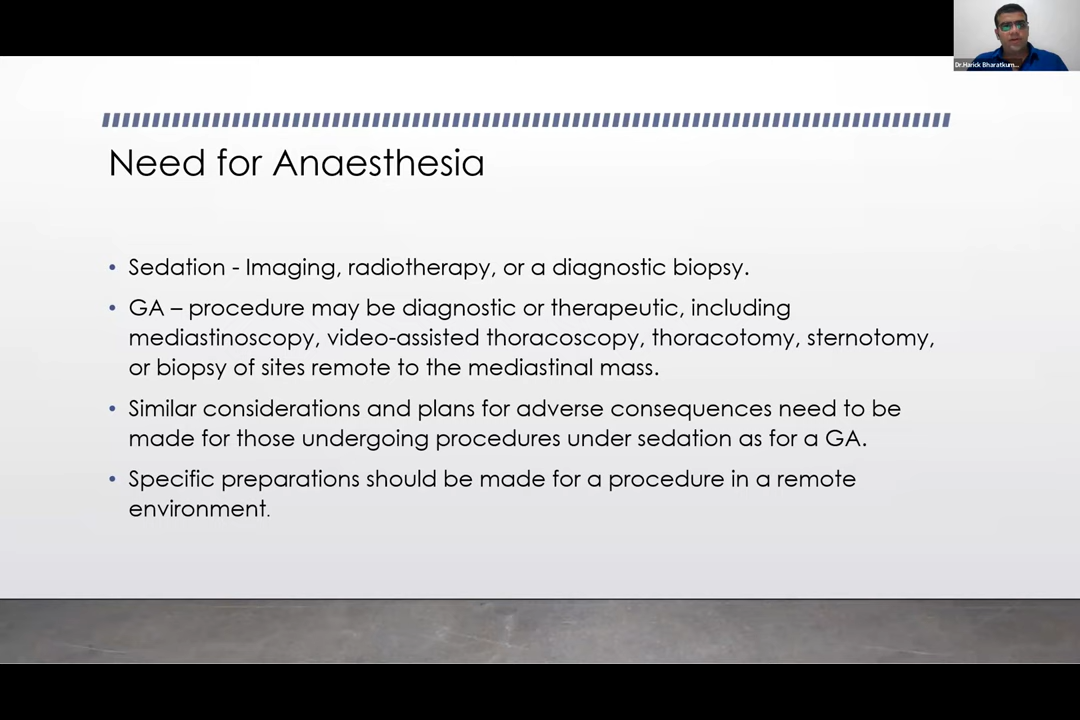 Dr.Harick Bharatkum...
Need for Anaesthesia
• Sedation - Imaging, radiotherapy, or a diagnostic biopsy.
• GA – procedure may be diagnostic or therapeutic, including
mediastinoscopy, video-assisted thoracoscopy, thoracotomy, sternotomy,
or biopsy of sites remote to the mediastinal mass.
• Similar considerations and plans for adverse consequences need to be
made for those undergoing procedures under sedation as for a GA.
• Specific preparations should be made for a procedure in a remote
environment.